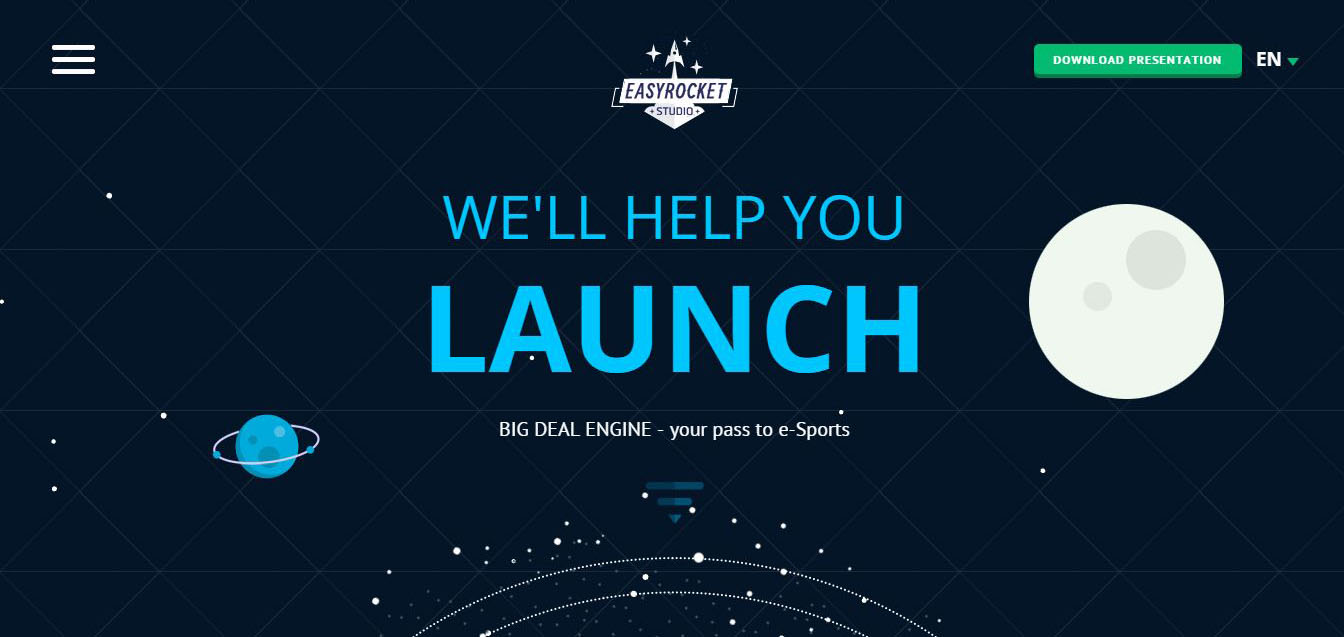 EASYROCKET
STUDIO
DOWNLOAD PRESENTATION
EN
WE'LL HELP YOU
LAUNCH
BIG DEAL ENGINE - your pass to e-Sports